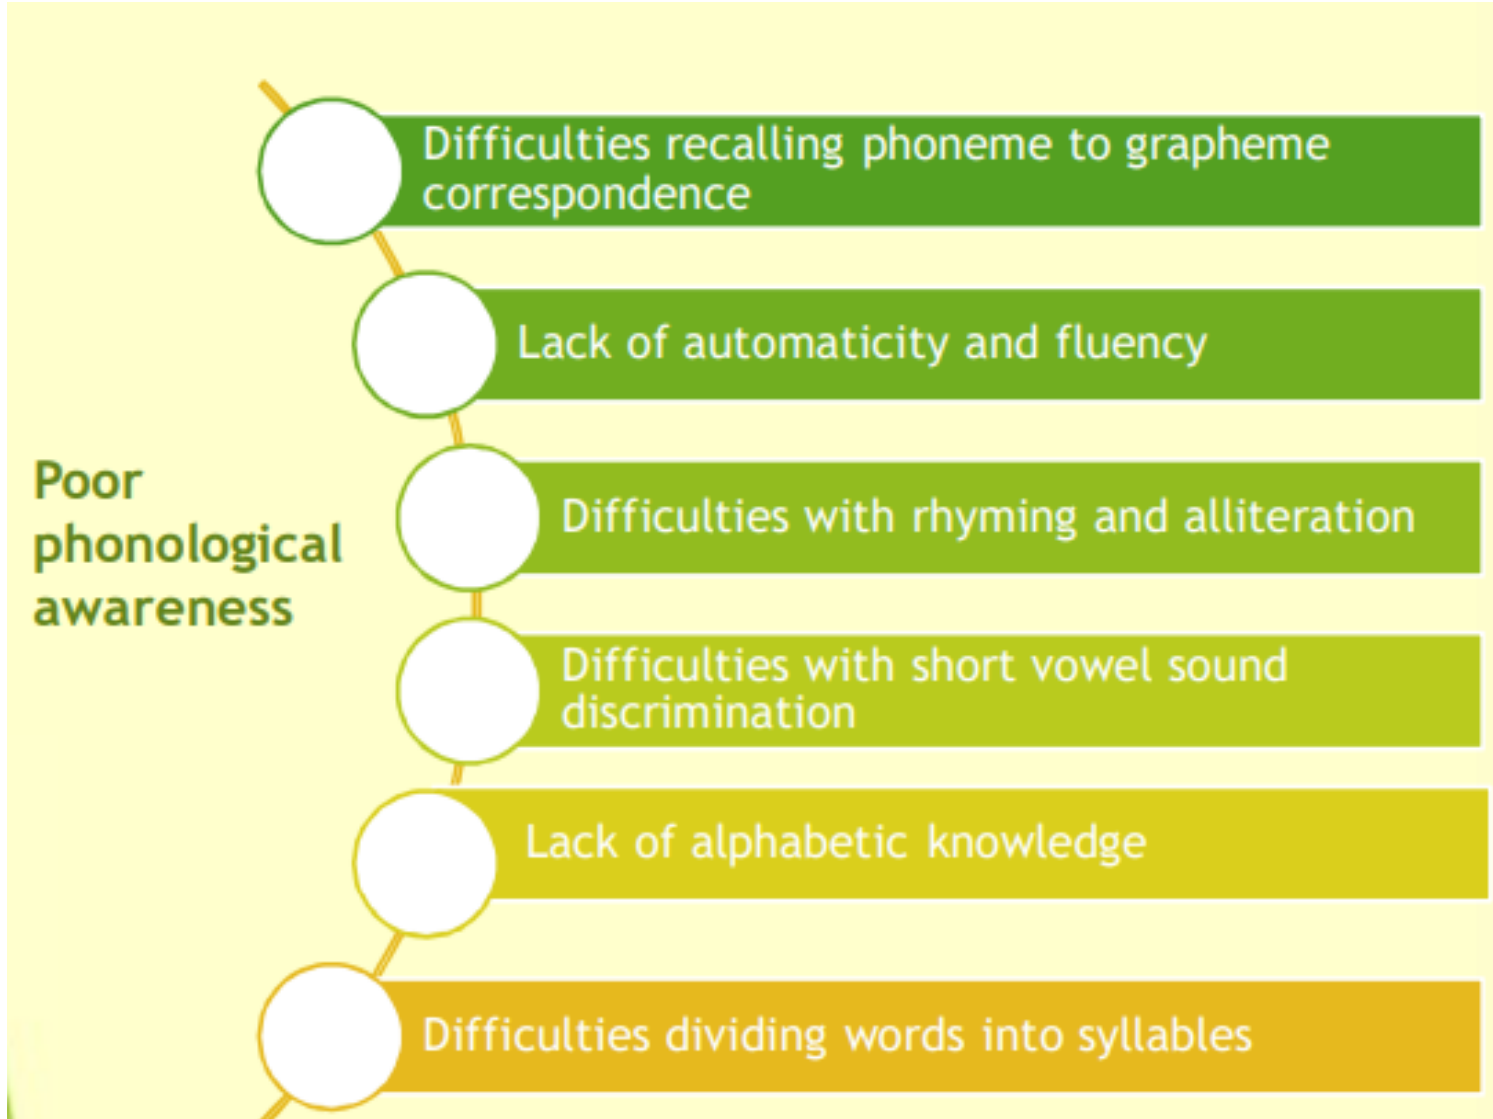 Difficulties recalling phoneme to grapheme
correspondence
Lack of automaticity and fluency
Poor
phonological
awareness
Difficulties with rhyming and alliteration
Difficulties with short vowel sound
discrimination
Lack of alphabetic knowledge
Difficulties dividing words into syllables